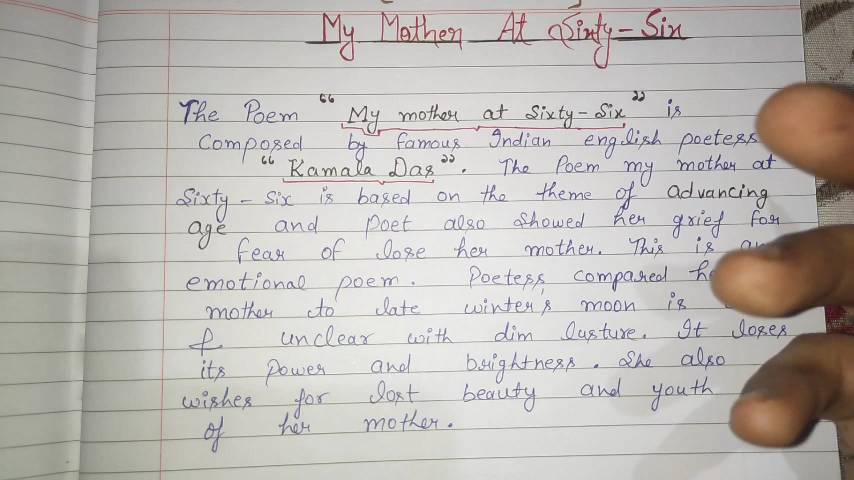 My Mother At Sixty-Six
The Poem "My mother at Sixty-Six" is
Composed by famous Indian english poetess
"Kamala Das". The Poem my mother at
Sixty-Six is based on the theme of advancing
age and poet also showed her grief for
fear of lose her mother. This is
emotional poem. Poetess compared
mother to late winter's moon is
& unclear with dim lusture. It loses
its power and brightness. She also
wishes for lost beauty and youth
of her mother.